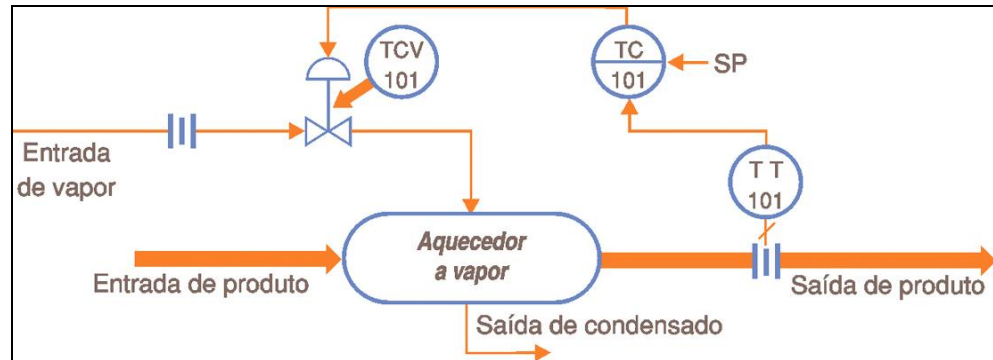 TCV
101
TC
101
SP
Entrada
de vapor
T T
101
Aquecedor
a vapor
Entrada de produto
Saída de produto
Saída de condensado